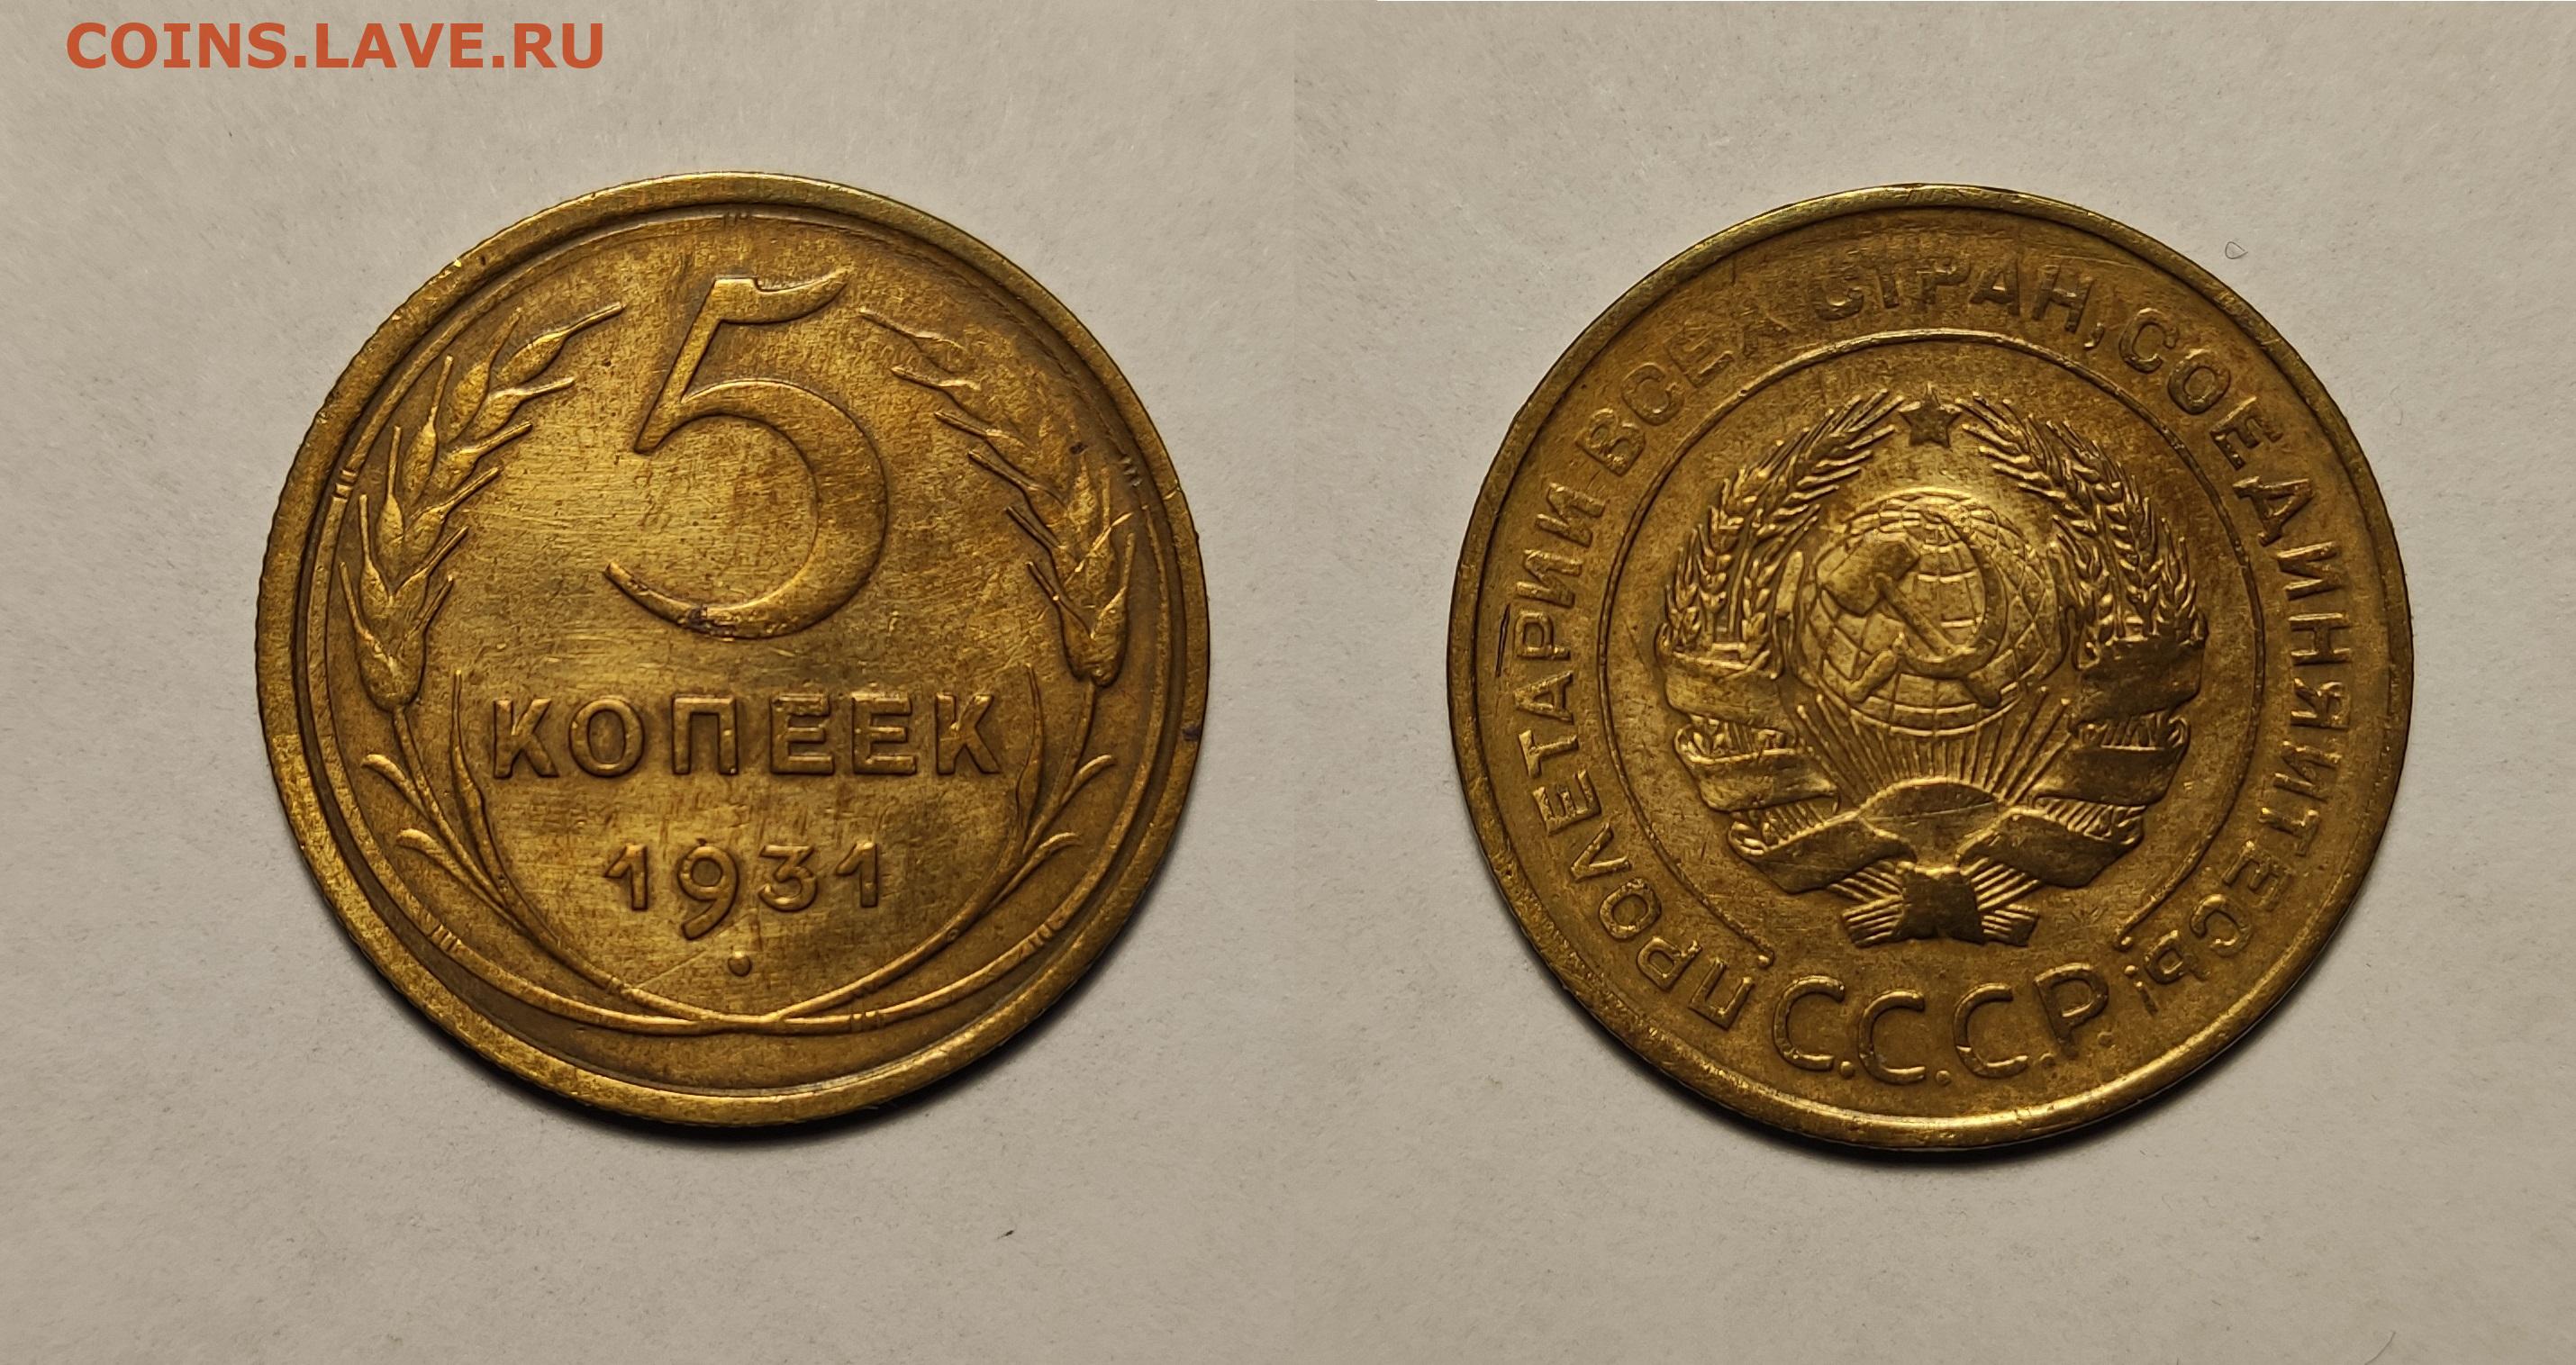 COINS.LAVE.RU
5
КОПЕЕК
1931
ПРОЛЕТАРИИ ВСЕХ СТРАН, СОЕДИНЯЙТЕСЬ!
С.С.С.Р.